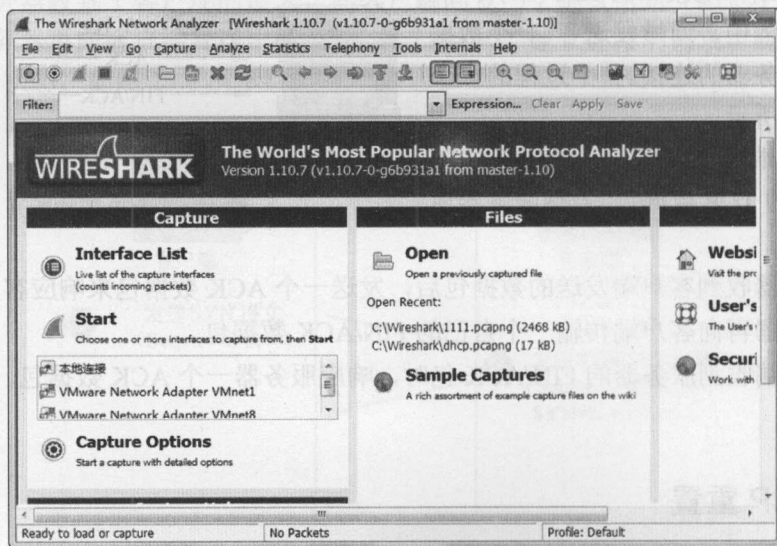 The Wireshark Network Analyzer [Wireshark 1.10.7 (v1.10.7-0-g6b931a1 from master-1.10)]
File Edit View Go Capture Analyze Statistics Telephony Tools Internals Help
Filter: Expression... Clear Apply Save
WIRESHARK
The World's Most Popular Network Protocol Analyzer
Version 1.10.7 (v1.10.7-0-g6b931a1 from master-1.10)
Capture
Interface List
Live list of the capture interfaces
(counts incoming packets)
Start
Choose one or more interfaces to capture from, then Start
本地连接
VMware Network Adapter VMnet1
VMware Network Adapter VMnet8
Capture Options
Start a capture with detailed options
Files
Open
Open a previously captured file
Open Recent:
C:\Wireshark\1111.pcapng (2468 kB)
C:\Wireshark\dhcp.pcapng (17 kB)
Sample Captures
A rich assortment of example capture files on the wiki
Websi
Visit the pro
User's
The User's
Securi
Work with
Ready to load or capture No Packets Profile: Default